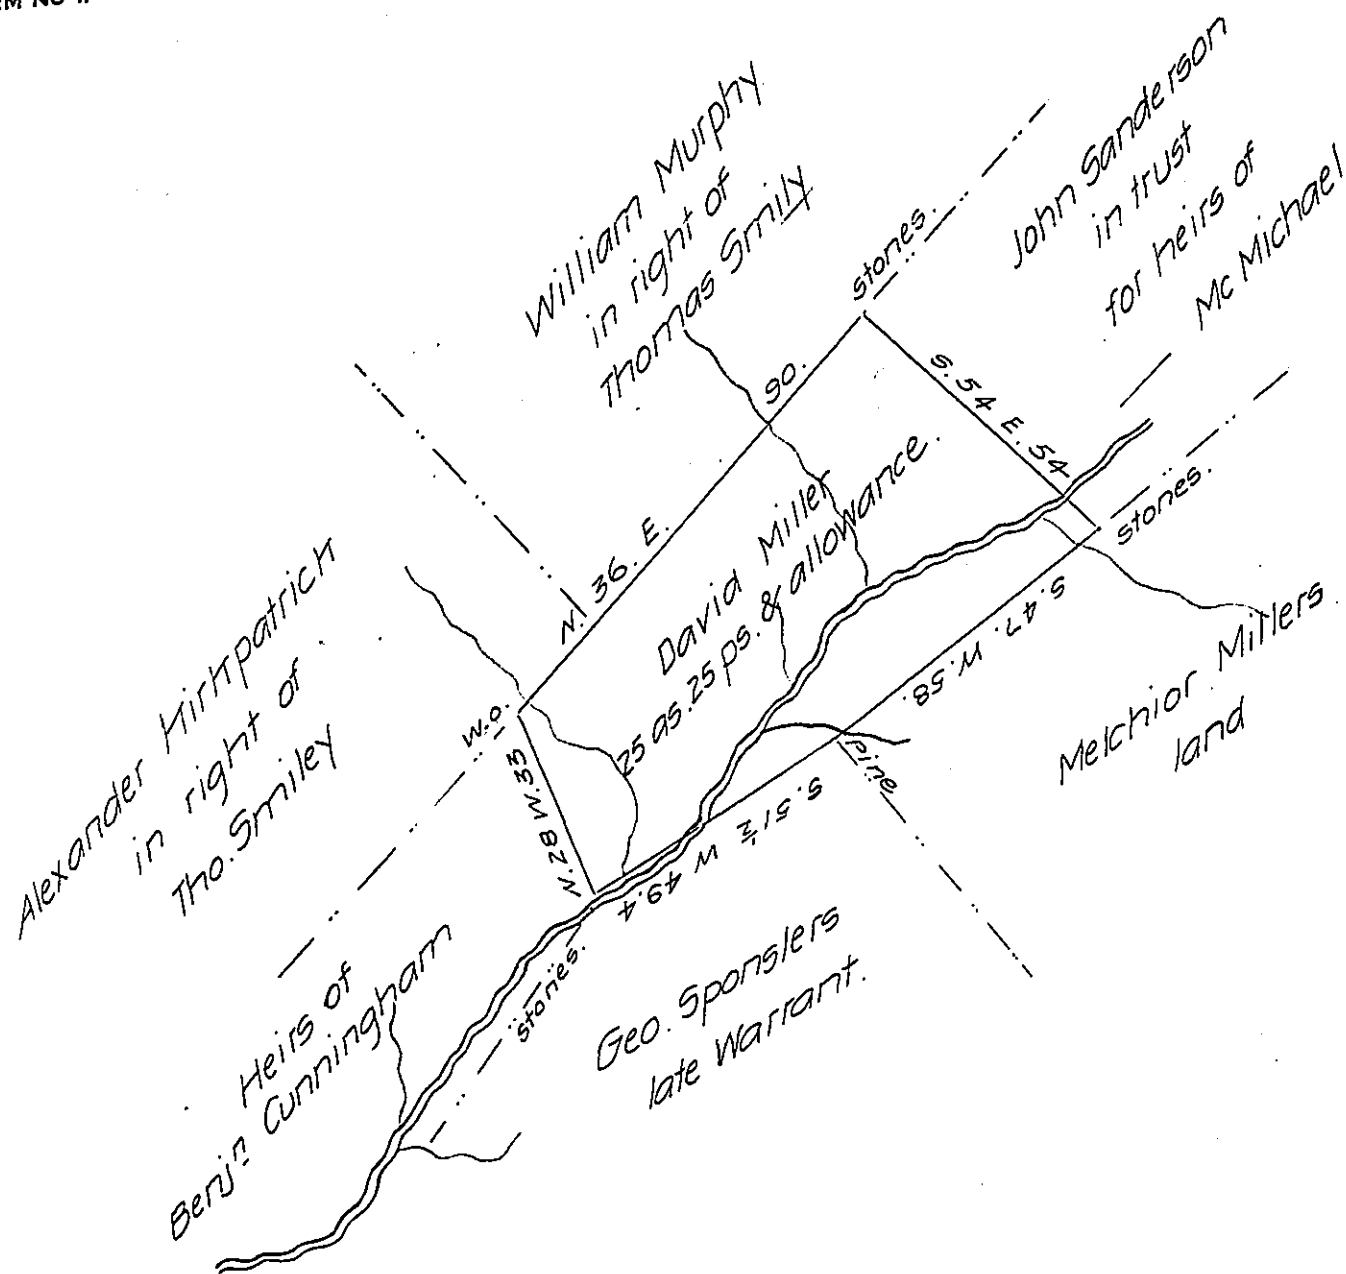 William Murphy
in right of
Thomas Smily
John Sanderson
in trust
for heirs of
Mc Michael
stones.
N. 36. E. 90.
S. 54 E. 54
stones.
David Miller
25 as. 25 ps. & allowance.
Alexander Kirkpatrick
in right of
Tho. Smiley
W.O.
N. 28 W. 33
S. 47. W. 58.
Pine
S. 51½ W 49.4
Melchior Millers
land
stones.
Heirs of
Benjn Cunningham
Geo. Sponslers
late Warrant.